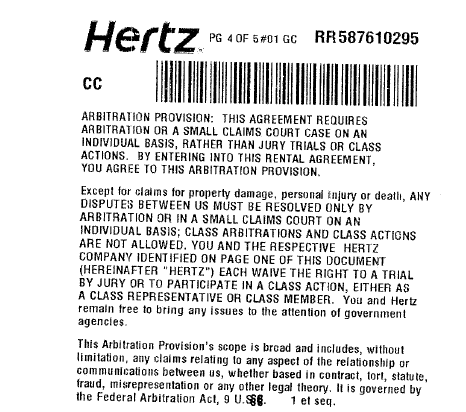 Hertz PG 4 OF 5#01 GC RR587610295
CC
ARBITRATION PROVISION: THIS AGREEMENT REQUIRES
ARBITRATION OR A SMALL CLAIMS COURT CASE ON AN
INDIVIDUAL BASIS, RATHER THAN JURY TRIALS OR CLASS
ACTIONS. BY ENTERING INTO THIS RENTAL AGREEMENT,
YOU AGREE TO THIS ARBITRATION PROVISION.
Except for claims for property damage, personal injury or death, ANY
DISPUTES BETWEEN US MUST BE RESOLVED ONLY BY
ARBITRATION OR IN A SMALL CLAIMS COURT ON AN
INDIVIDUAL BASIS; CLASS ARBITRATIONS AND CLASS ACTIONS
ARE NOT ALLOWED. YOU AND THE RESPECTIVE HERTZ
COMPANY IDENTIFIED ON PAGE ONE OF THIS DOCUMENT
(HEREINAFTER "HERTZ") EACH WAIVE THE RIGHT TO A TRIAL
BY JURY OR TO PARTICIPATE IN A CLASS ACTION, EITHER AS
A CLASS REPRESENTATIVE OR CLASS MEMBER. You and Hertz
remain free to bring any issues to the attention of government
agencies.
This Arbitration Provision's scope is broad and includes, without
limitation, any claims relating to any aspect of the relationship or
communications between us, whether based in contract, tort, statute,
fraud, misrepresentation or any other legal theory. It is governed by
the Federal Arbitration Act, 9 1 et seq.